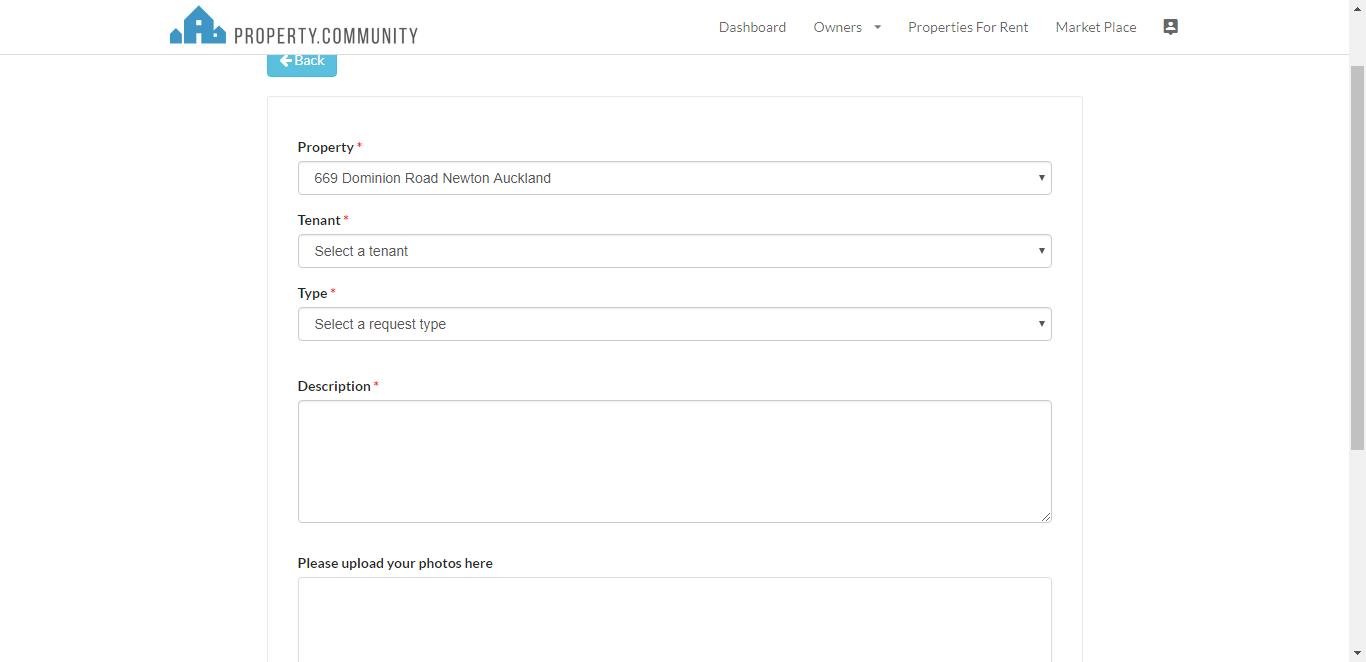 PROPERTY.COMMUNITY
Dashboard Owners Properties For Rent Market Place
Back
Property *
669 Dominion Road Newton Auckland
Tenant *
Select a tenant
Type *
Select a request type
Description *
Please upload your photos here